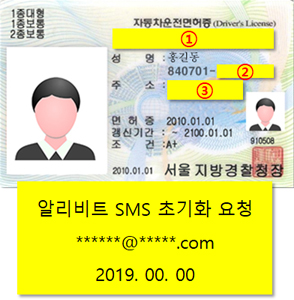 1종대형
1종보통
2종보통
자동차운전면허증 (Driver's License)
①
홍길동
840701- ②
주 소 : ③
면 허 증 2010.01.01
갱신기간 : ~ 2100.01.01
조 건 : A+
910508
2010.01.01 서울 지방경찰청장
알리비트 SMS 초기화 요청
******@*****.com
2019. 00. 00